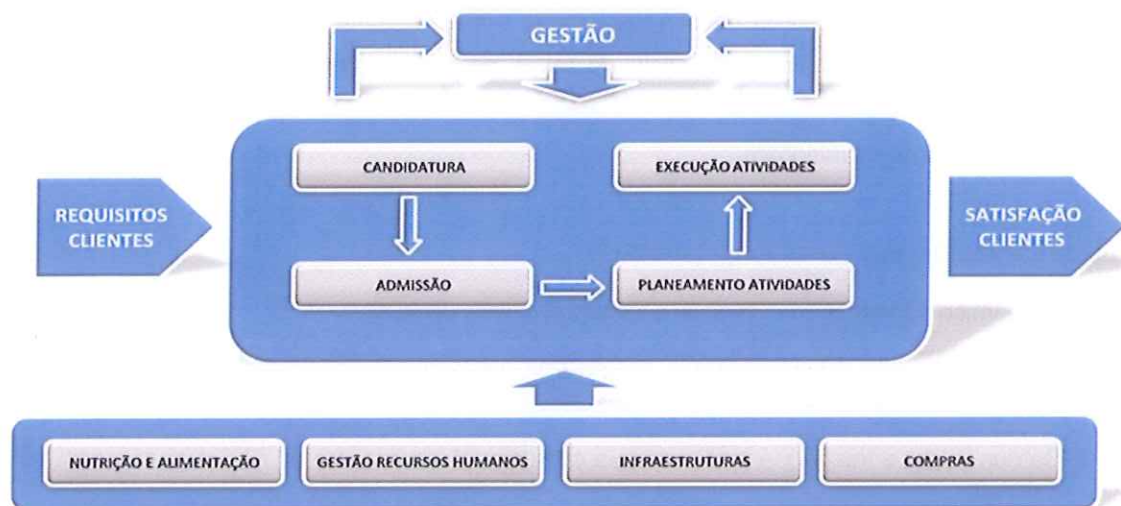 GESTÃO
CANDIDATURA
EXECUÇÃO ATIVIDADES
REQUISITOS
CLIENTES
SATISFAÇÃO
CLIENTES
ADMISSÃO
PLANEAMENTO ATIVIDADES
NUTRIÇÃO E ALIMENTAÇÃO
GESTÃO RECURSOS HUMANOS
INFRAESTRUTURAS
COMPRAS